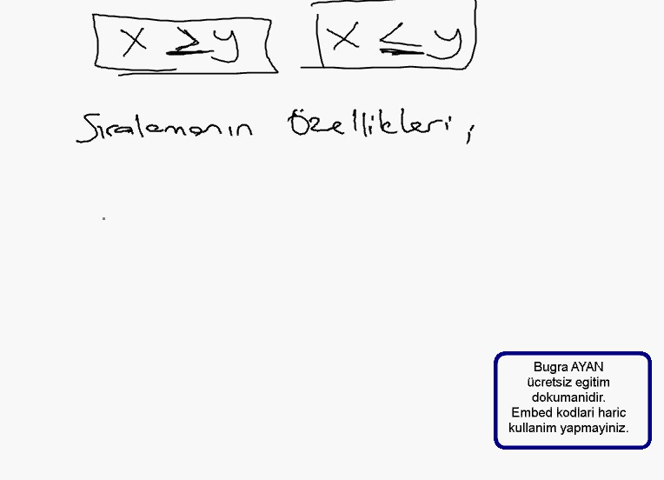 x ≥ y x ≤ y
Sıralamanın Özellikleri;
Bugra AYAN
ücretsiz egitim
dokumanidir.
Embed kodlari haric
kullanim yapmayiniz.